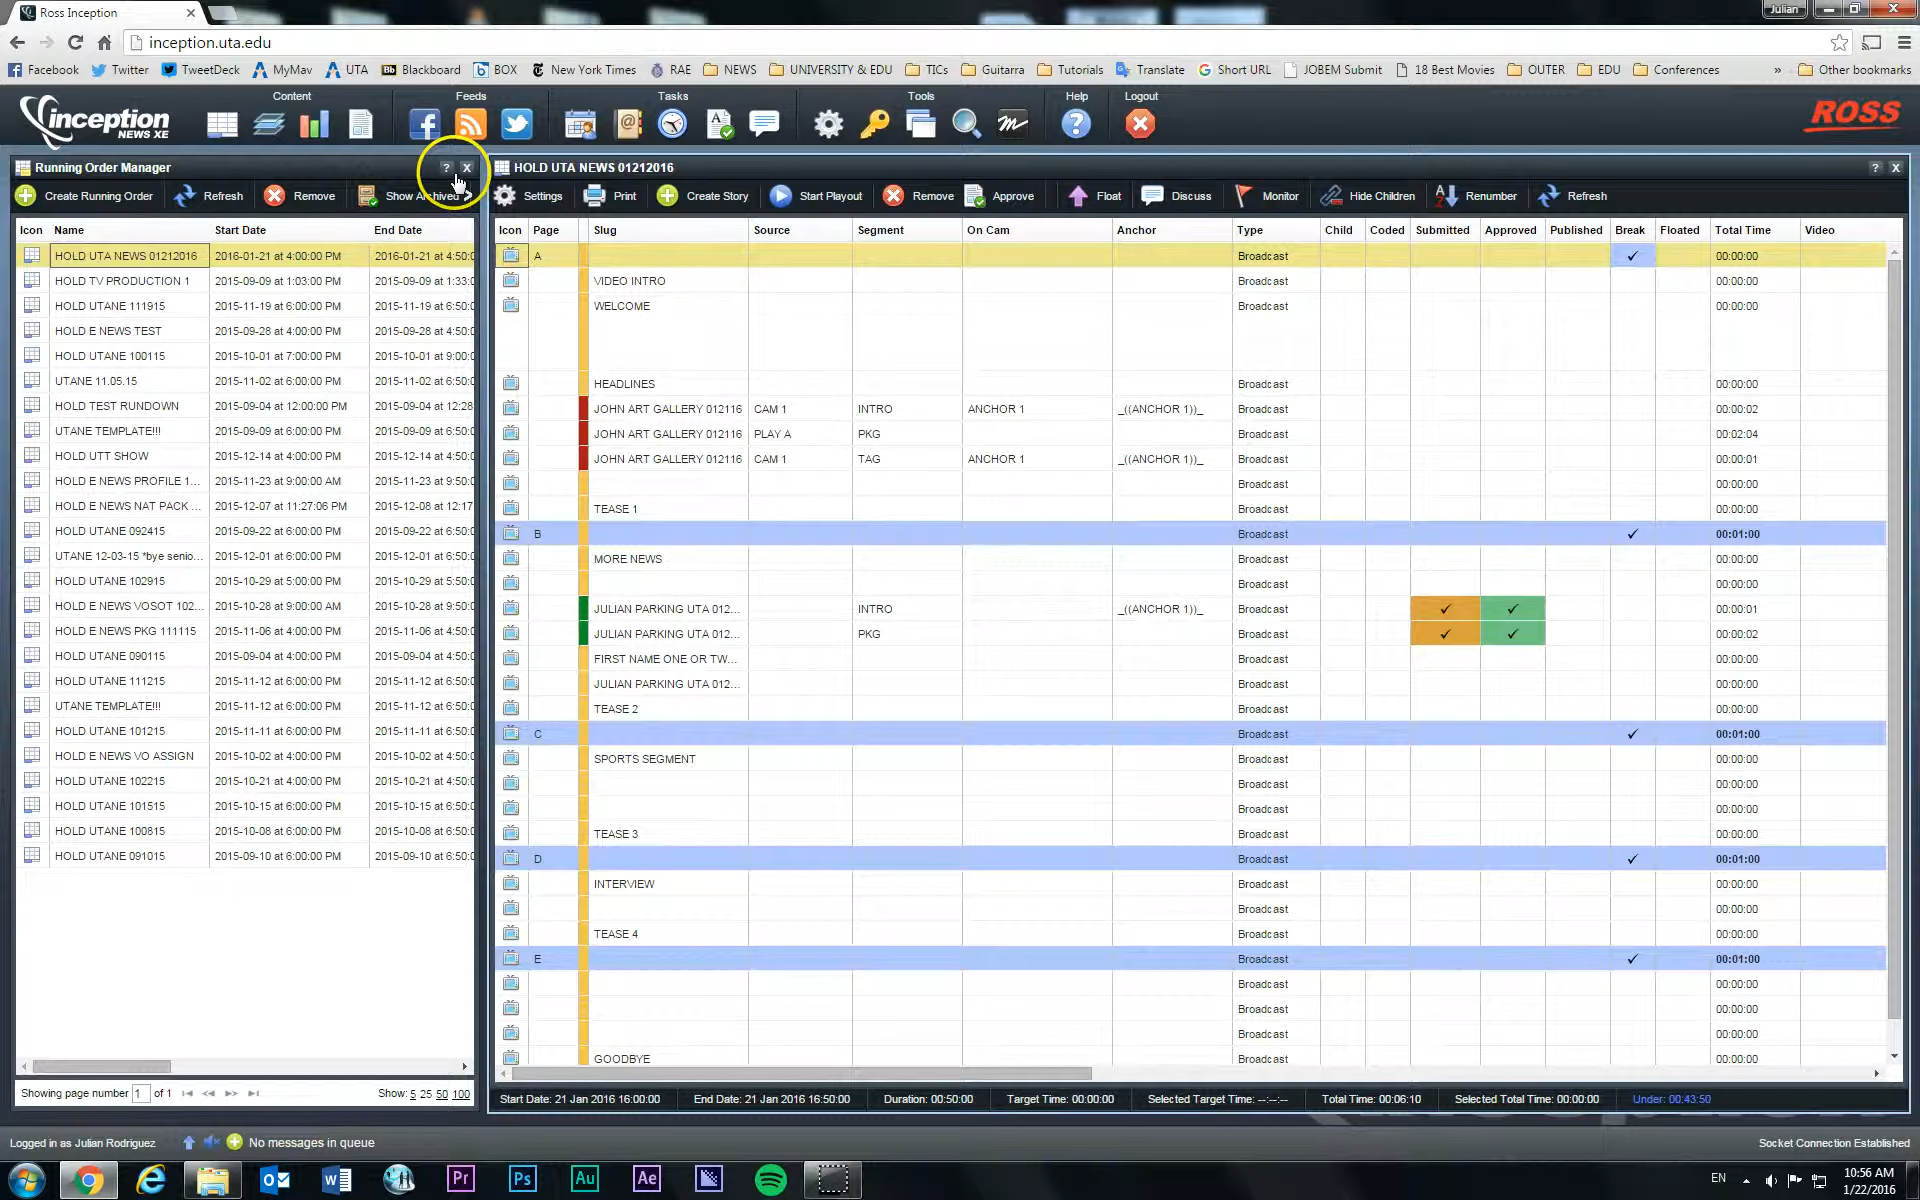 Ross Inception
Julian
inception.uta.edu
Facebook Twitter TweetDeck MyMav UTA Blackboard BOX New York Times RAE NEWS UNIVERSITY & EDU TICs Guitarra Tutorials Translate Short URL JOBEM Submit 18 Best Movies OUTER EDU Conferences » Other bookmarks
Content Feeds Tasks Tools Help Logout
inception NEWS XE
ROSS
Running Order Manager ? X
Create Running Order Refresh Remove Show Archived
Icon Name Start Date End Date
HOLD UTA NEWS 01212016 2016-01-21 at 4:00:00 PM 2016-01-21 at 4:50:0
HOLD TV PRODUCTION 1 2015-09-09 at 1:03:00 PM 2015-09-09 at 1:33:0
HOLD UTANE 111915 2015-11-19 at 6:00:00 PM 2015-11-19 at 6:50:0
HOLD E NEWS TEST 2015-09-28 at 4:00:00 PM 2015-09-28 at 4:50:0
HOLD UTANE 100115 2015-10-01 at 7:00:00 PM 2015-10-01 at 9:00:0
UTANE 11.05.15 2015-11-02 at 6:00:00 PM 2015-11-02 at 6:50:0
HOLD TEST RUNDOWN 2015-09-04 at 12:00:00 PM 2015-09-04 at 12:28
UTANE TEMPLATE!!! 2015-09-09 at 6:00:00 PM 2015-09-09 at 6:50:0
HOLD UTT SHOW 2015-12-14 at 4:00:00 PM 2015-12-14 at 4:50:0
HOLD E NEWS PROFILE 1... 2015-11-23 at 9:00:00 AM 2015-11-23 at 9:50:0
HOLD E NEWS NAT PACK ... 2015-12-07 at 11:27:06 PM 2015-12-08 at 12:17
HOLD UTANE 092415 2015-09-22 at 6:00:00 PM 2015-09-22 at 6:50:0
UTANE 12-03-15 *bye senio... 2015-12-01 at 6:00:00 PM 2015-12-01 at 6:50:0
HOLD UTANE 102915 2015-10-29 at 5:00:00 PM 2015-10-29 at 5:50:0
HOLD E NEWS VOSOT 102... 2015-10-28 at 9:00:00 AM 2015-10-28 at 9:50:0
HOLD E NEWS PKG 111115 2015-11-06 at 4:00:00 PM 2015-11-06 at 4:50:0
HOLD UTANE 090115 2015-09-04 at 4:00:00 PM 2015-09-04 at 4:50:0
HOLD UTANE 111215 2015-11-12 at 6:00:00 PM 2015-11-12 at 6:50:0
UTANE TEMPLATE!!! 2015-11-12 at 6:00:00 PM 2015-11-12 at 6:50:0
HOLD UTANE 101215 2015-11-11 at 6:00:00 PM 2015-11-11 at 6:50:0
HOLD E NEWS VO ASSIGN 2015-10-02 at 4:00:00 PM 2015-10-02 at 4:50:0
HOLD UTANE 102215 2015-10-21 at 4:00:00 PM 2015-10-21 at 4:50:0
HOLD UTANE 101515 2015-10-15 at 6:00:00 PM 2015-10-15 at 6:50:0
HOLD UTANE 100815 2015-10-08 at 6:00:00 PM 2015-10-08 at 6:50:0
HOLD UTANE 091015 2015-09-10 at 6:00:00 PM 2015-09-10 at 6:50:0
Showing page number 1 of 1 Show: 5 25 50 100
HOLD UTA NEWS 01212016 ? X
Settings Print Create Story Start Playout Remove Approve Float Discuss Monitor Hide Children Renumber Refresh
Icon Page Slug Source Segment On Cam Anchor Type Child Coded Submitted Approved Published Break Floated Total Time Video
A Broadcast ✓ 00:00:00
VIDEO INTRO Broadcast 00:00:00
WELCOME Broadcast 00:00:00
HEADLINES Broadcast 00:00:00
JOHN ART GALLERY 012116 CAM 1 INTRO ANCHOR 1 _((ANCHOR 1))_ Broadcast 00:00:02
JOHN ART GALLERY 012116 PLAY A PKG Broadcast 00:02:04
JOHN ART GALLERY 012116 CAM 1 TAG ANCHOR 1 _((ANCHOR 1))_ Broadcast 00:00:01
Broadcast 00:00:00
TEASE 1 Broadcast 00:00:00
B Broadcast ✓ 00:01:00
MORE NEWS Broadcast 00:00:00
Broadcast 00:00:00
JULIAN PARKING UTA 012... INTRO _((ANCHOR 1))_ Broadcast ✓ ✓ 00:00:01
JULIAN PARKING UTA 012... PKG Broadcast ✓ ✓ 00:00:02
FIRST NAME ONE OR TW... Broadcast 00:00:00
JULIAN PARKING UTA 012... Broadcast 00:00:00
TEASE 2 Broadcast 00:00:00
C Broadcast ✓ 00:01:00
SPORTS SEGMENT Broadcast 00:00:00
Broadcast 00:00:00
Broadcast 00:00:00
TEASE 3 Broadcast 00:00:00
D Broadcast ✓ 00:01:00
INTERVIEW Broadcast 00:00:00
Broadcast 00:00:00
TEASE 4 Broadcast 00:00:00
E Broadcast ✓ 00:01:00
Broadcast 00:00:00
Broadcast 00:00:00
Broadcast 00:00:00
GOODBYE Broadcast 00:00:00
Start Date: 21 Jan 2016 16:00:00 End Date: 21 Jan 2016 16:50:00 Duration: 00:50:00 Target Time: 00:00:00 Selected Target Time: --:--:-- Total Time: 00:06:10 Selected Total Time: 00:00:00 Under: 00:43:50
Logged in as Julian Rodriguez No messages in queue Socket Connection Established
Pr Ps Au Ae
EN 10:56 AM
1/22/2016